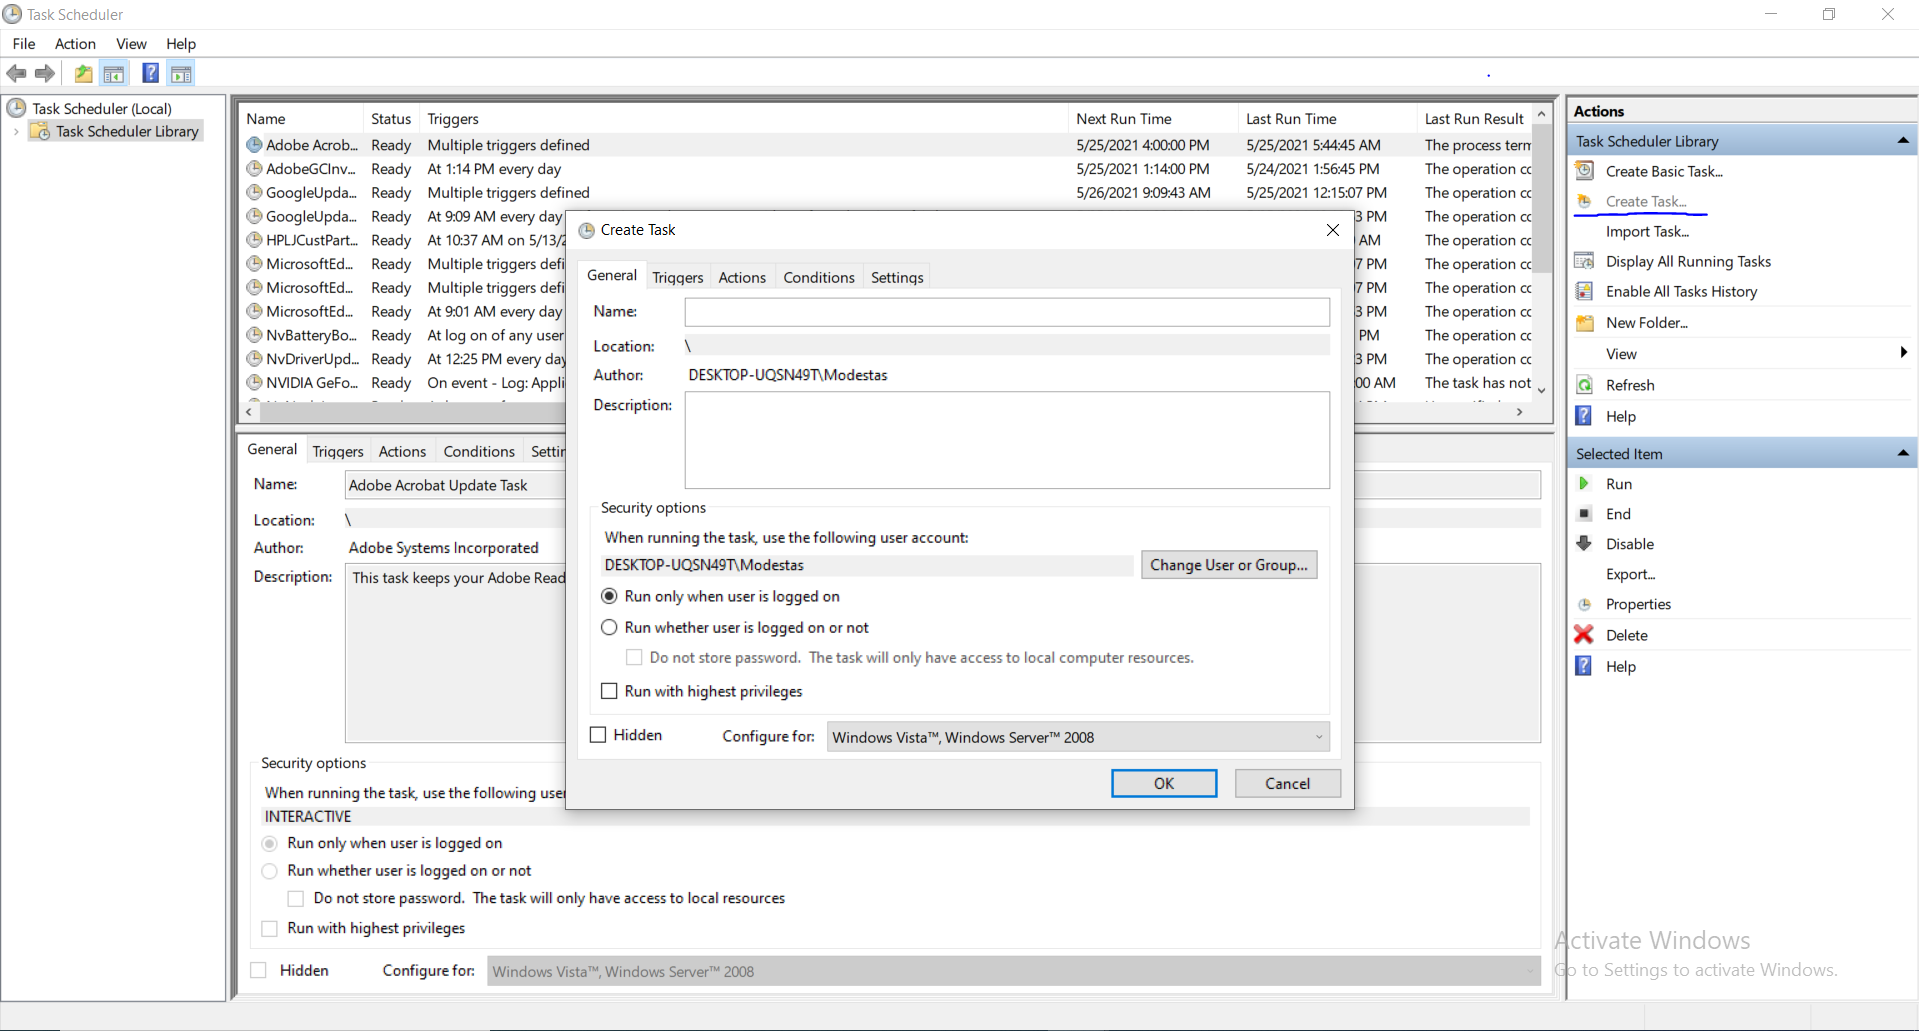 Task Scheduler
File Action View Help
Task Scheduler (Local)
Task Scheduler Library
Name Status Triggers Next Run Time Last Run Time Last Run Result
Adobe Acrob... Ready Multiple triggers defined 5/25/2021 4:00:00 PM 5/25/2021 5:44:45 AM The process term
AdobeGCInv... Ready At 1:14 PM every day 5/25/2021 1:14:00 PM 5/24/2021 1:56:45 PM The operation cc
GoogleUpda... Ready Multiple triggers defined 5/26/2021 9:09:43 AM 5/25/2021 12:15:07 PM The operation cc
GoogleUpda... Ready At 9:09 AM every day 3 PM The operation cc
HPLJCustPart... Ready At 10:37 AM on 5/13/2 AM The operation cc
MicrosoftEd... Ready Multiple triggers defi 7 PM The operation cc
MicrosoftEd... Ready Multiple triggers defi 7 PM The operation cc
MicrosoftEd... Ready At 9:01 AM every day 3 PM The operation cc
NvBatteryBo... Ready At log on of any user PM The operation cc
NvDriverUpd... Ready At 12:25 PM every da 3 PM The operation cc
NVIDIA GeFo... Ready On event - Log: Appli :00 AM The task has not
General Triggers Actions Conditions Settin
Name: Adobe Acrobat Update Task
Location: \
Author: Adobe Systems Incorporated
Description: This task keeps your Adobe Read
Security options
When running the task, use the following user
INTERACTIVE
Run only when user is logged on
Run whether user is logged on or not
Do not store password. The task will only have access to local resources
Run with highest privileges
Hidden Configure for: Windows Vista™, Windows Server™ 2008
Create Task
General Triggers Actions Conditions Settings
Name:
Location: \
Author: DESKTOP-UQSN49T\Modestas
Description:
Security options
When running the task, use the following user account:
DESKTOP-UQSN49T\Modestas Change User or Group...
Run only when user is logged on
Run whether user is logged on or not
Do not store password. The task will only have access to local computer resources.
Run with highest privileges
Hidden Configure for: Windows Vista™, Windows Server™ 2008
OK Cancel
Actions
Task Scheduler Library
Create Basic Task...
Create Task...
Import Task...
Display All Running Tasks
Enable All Tasks History
New Folder...
View
Refresh
Help
Selected Item
Run
End
Disable
Export...
Properties
Delete
Help
Activate Windows
Go to Settings to activate Windows.